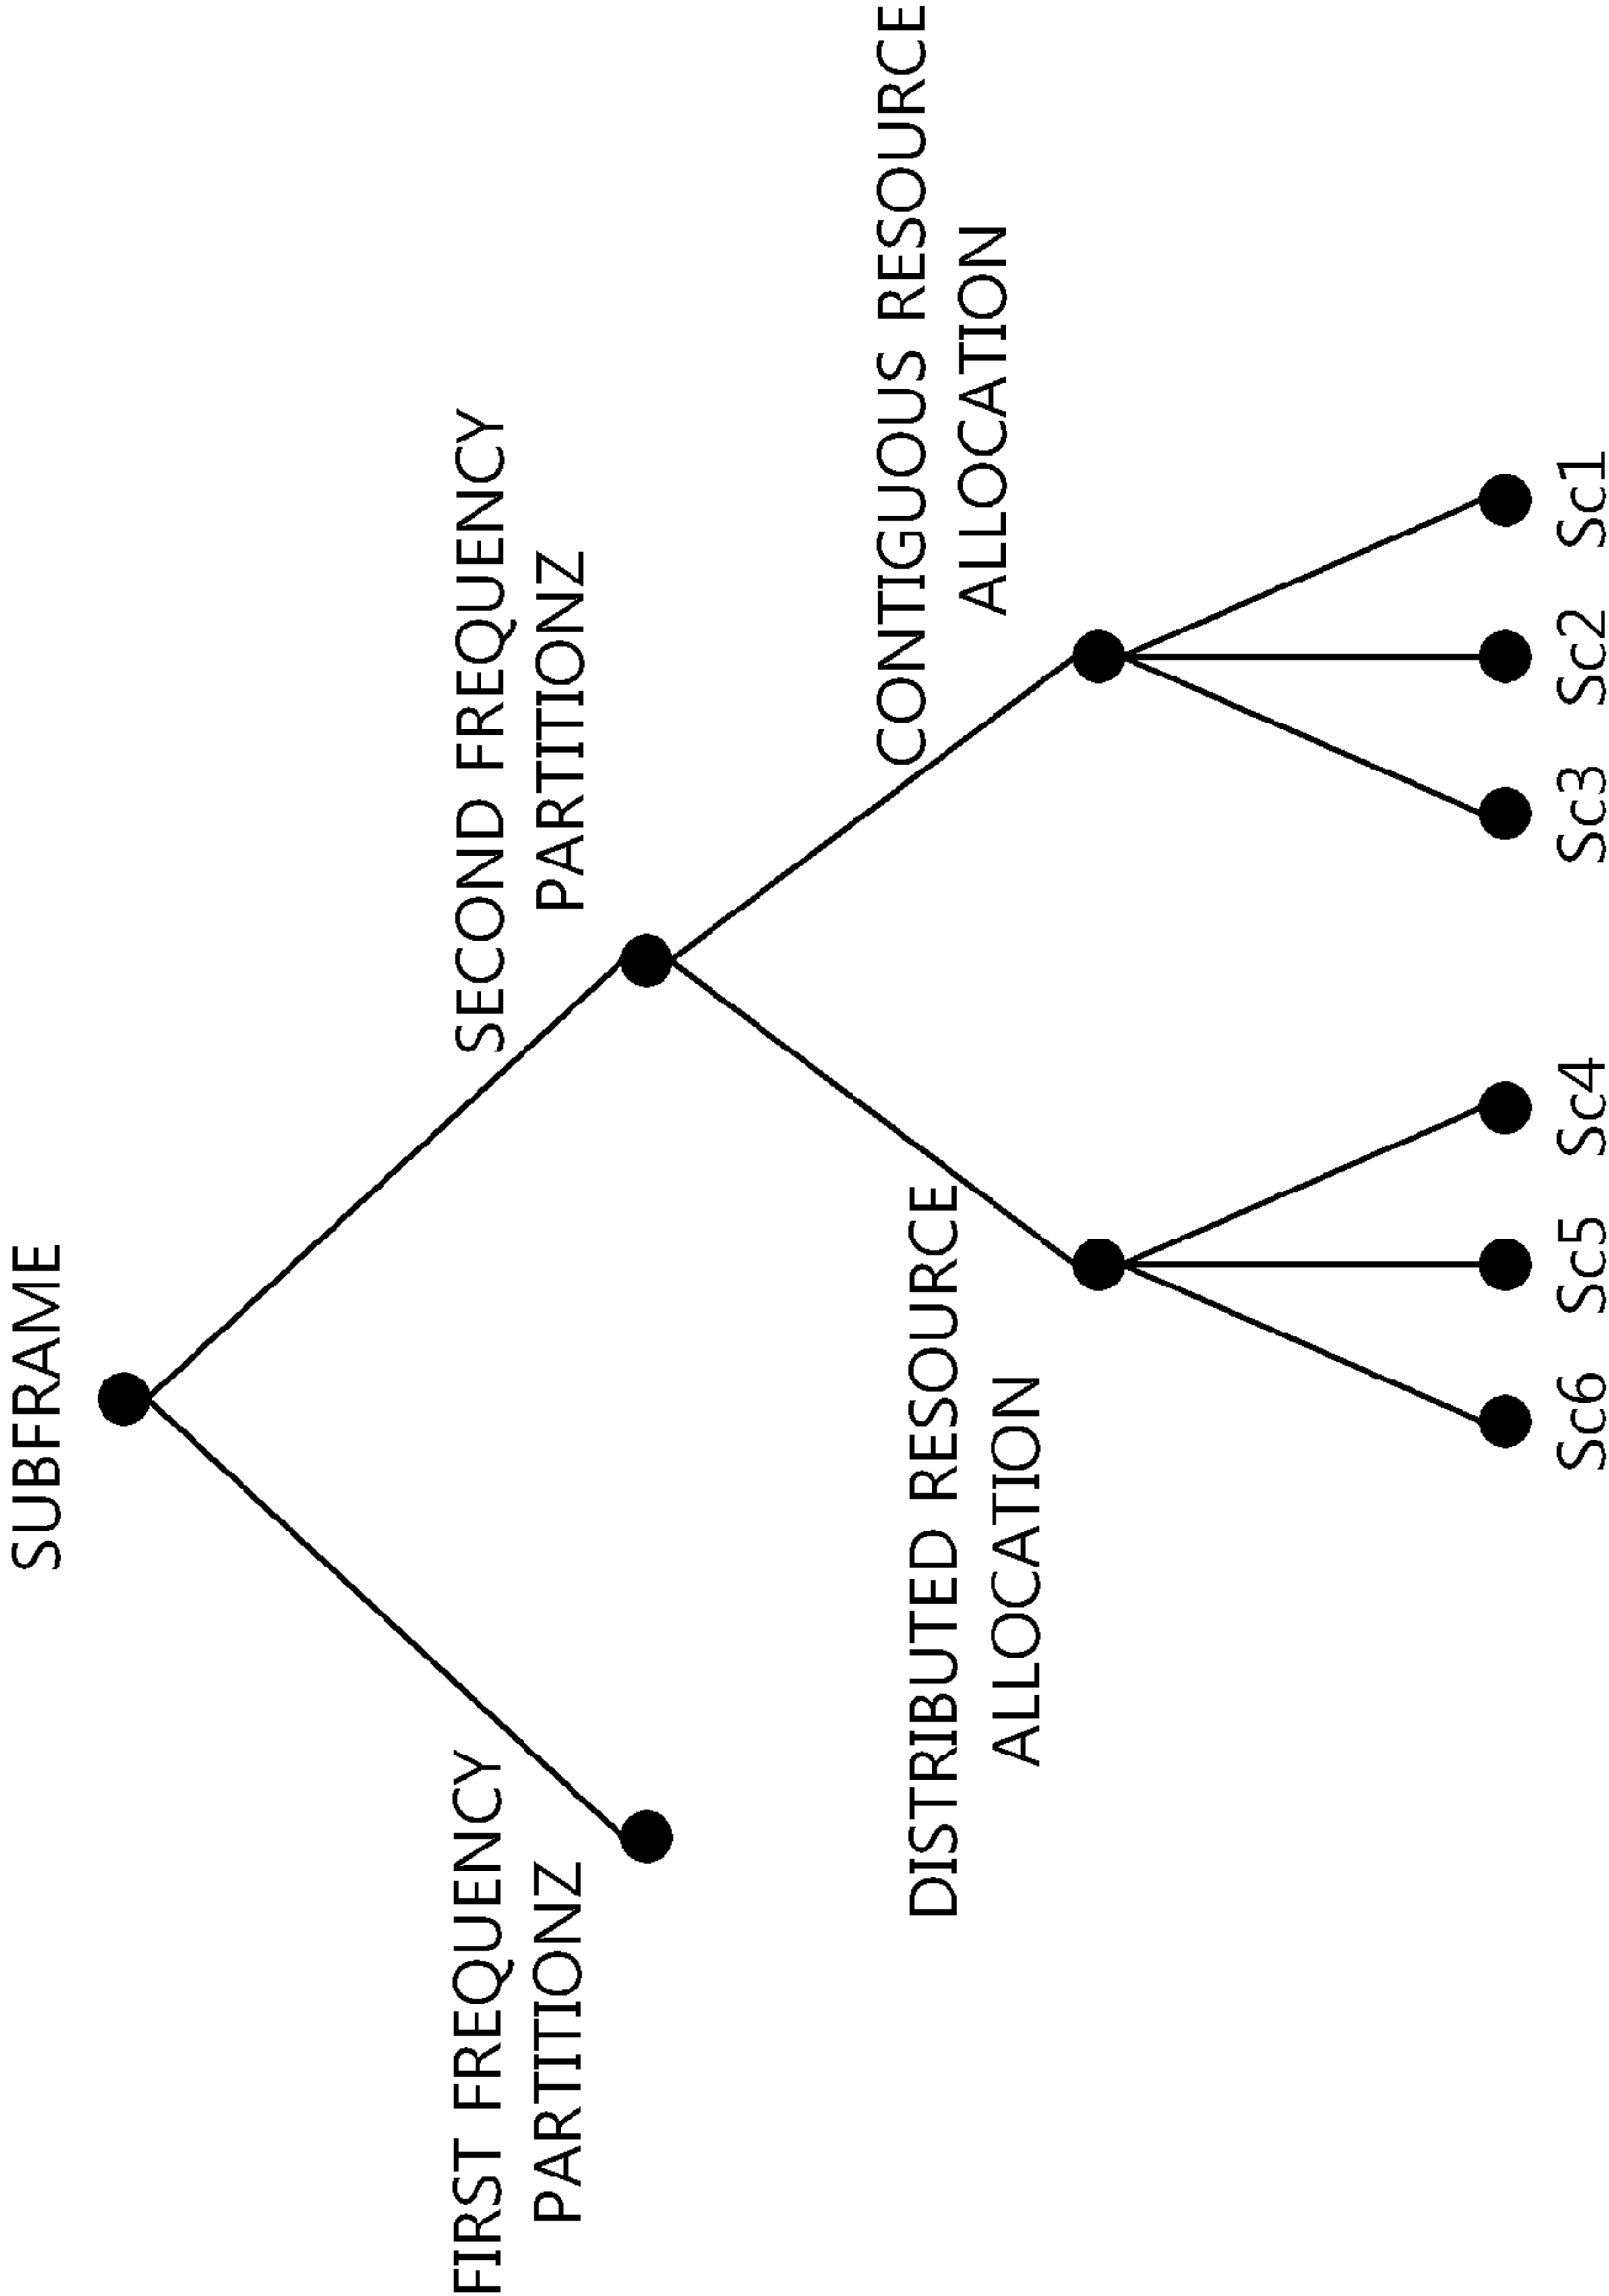 SUBFRAME
FIRST FREQUENCY
PARTITIONZ
SECOND FREQUENCY
PARTITIONZ
DISTRIBUTED RESOURCE
ALLOCATION
CONTIGUOUS RESOURCE
ALLOCATION
Sc6 Sc5 Sc4 Sc3 Sc2 Sc1